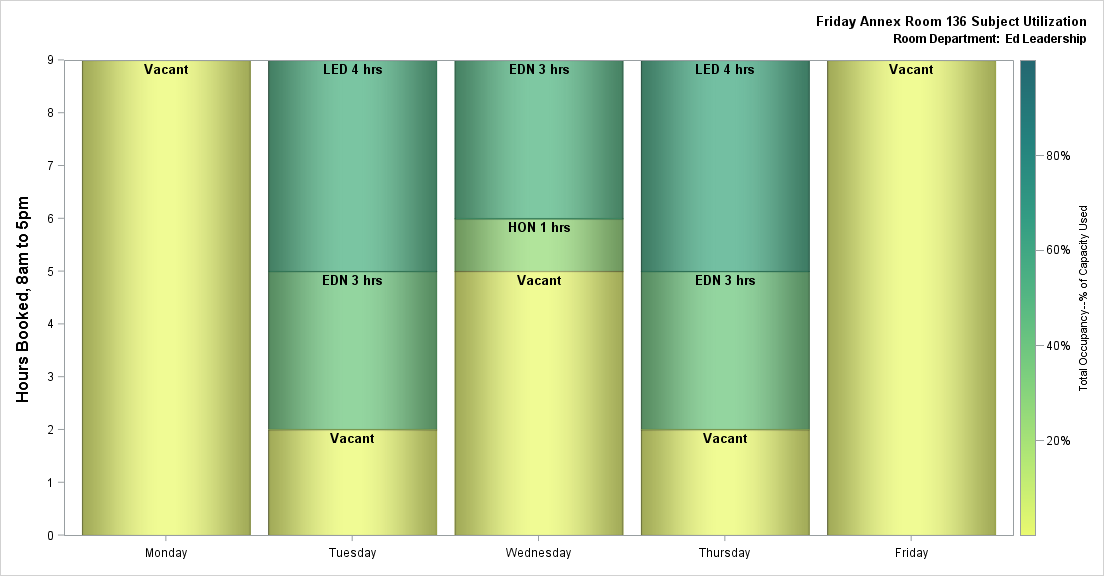 Friday Annex Room 136 Subject Utilization
Room Department: Ed Leadership
Hours Booked, 8am to 5pm
9
8
7
6
5
4
3
2
1
0
Vacant
LED 4 hrs
EDN 3 hrs
Vacant
EDN 3 hrs
HON 1 hrs
Vacant
LED 4 hrs
EDN 3 hrs
Vacant
Vacant
Monday
Tuesday
Wednesday
Thursday
Friday
80%
60%
40%
20%
Total Occupancy--% of Capacity Used